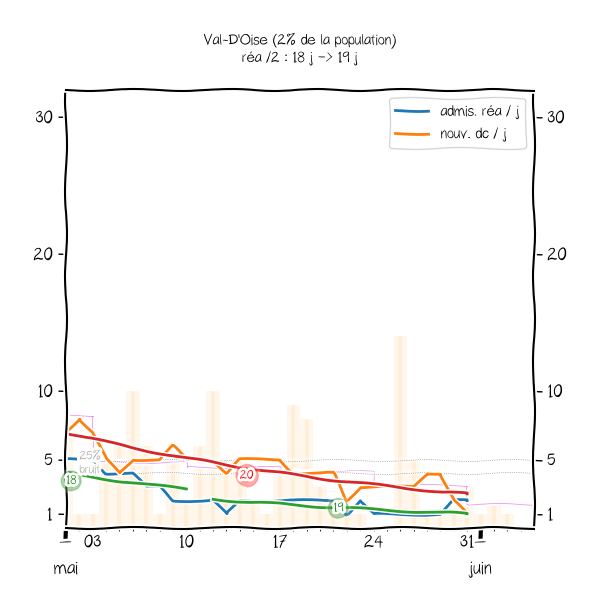 Val-D'Oise (2% de la population)
réa /2 : 18 j -> 19 j
admis. réa / j
nouv. dc / j
30
30
20
20
10
10
5
5
1
1
25%
bruit
18
20
19
03
10
17
24
31
mai
juin